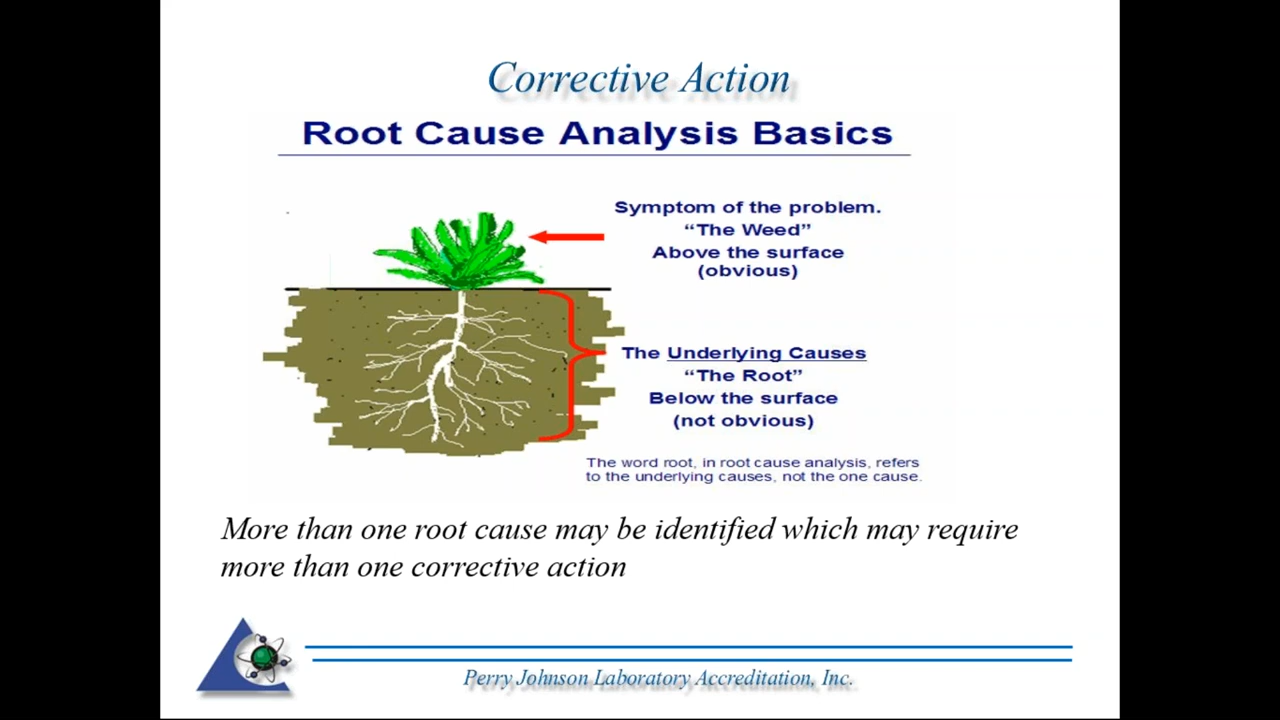 Corrective Action
Root Cause Analysis Basics
Symptom of the problem.
“The Weed”
Above the surface
(obvious)
The Underlying Causes
“The Root”
Below the surface
(not obvious)
The word root, in root cause analysis, refers
to the underlying causes, not the one cause.
More than one root cause may be identified which may require
more than one corrective action
Perry Johnson Laboratory Accreditation, Inc.